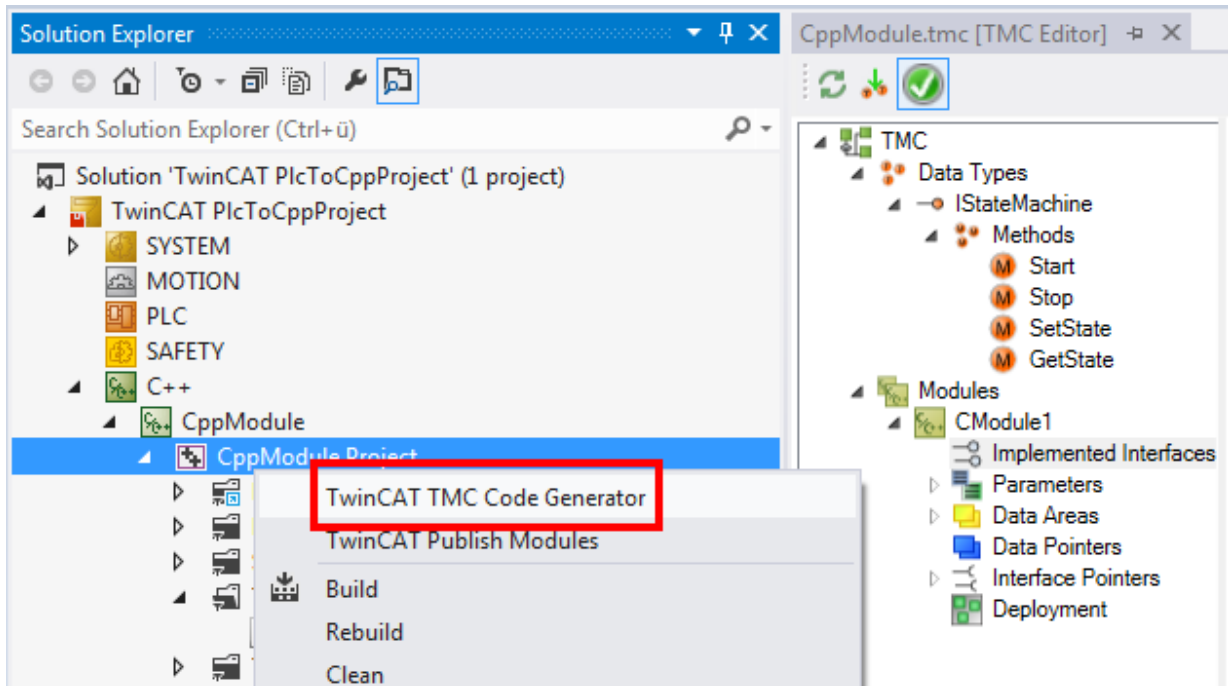 Solution Explorer
Search Solution Explorer (Ctrl+ü)
Solution 'TwinCAT PlcToCppProject' (1 project)
TwinCAT PlcToCppProject
SYSTEM
MOTION
PLC
SAFETY
C++
CppModule
CppModule Project
TwinCAT TMC Code Generator
TwinCAT Publish Modules
Build
Rebuild
Clean
CppModule.tmc [TMC Editor]
TMC
Data Types
IStateMachine
Methods
M Start
M Stop
M SetState
M GetState
Modules
CModule1
Implemented Interfaces
Parameters
Data Areas
Data Pointers
Interface Pointers
Deployment